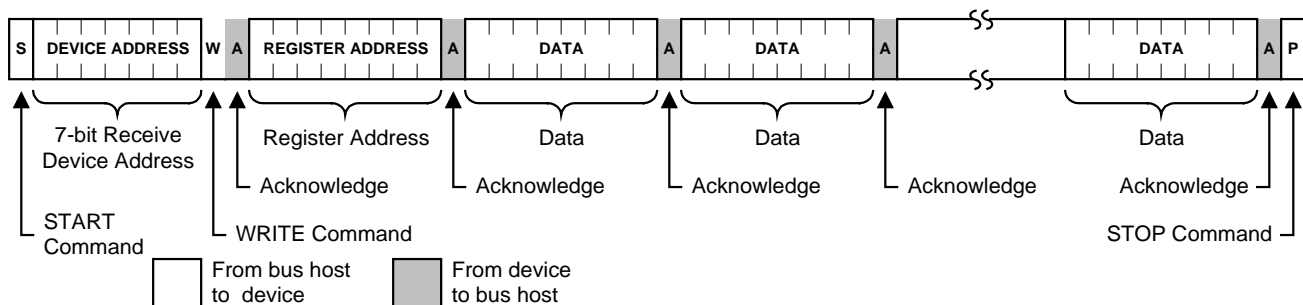 S DEVICE ADDRESS W A REGISTER ADDRESS A DATA A DATA A DATA A P
7-bit Receive
Device Address
Register Address
Data
Data
Data
Acknowledge
Acknowledge
Acknowledge
Acknowledge
Acknowledge
START
Command
WRITE Command
STOP Command
From bus host
to device
From device
to bus host